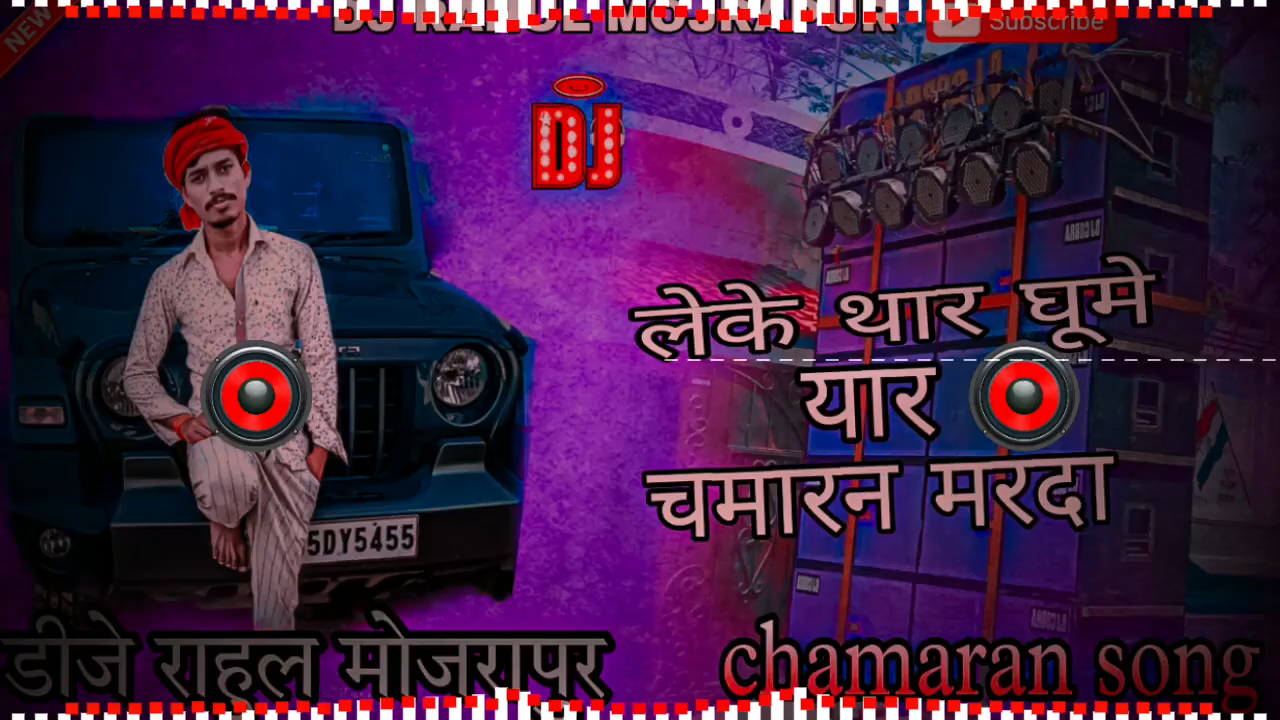 NEW
Subscribe
DJ
लेके थार घूमे
यार
चमारन मरदा
5DY5455
डीजे राहुल मोजरापुर
chamaran song